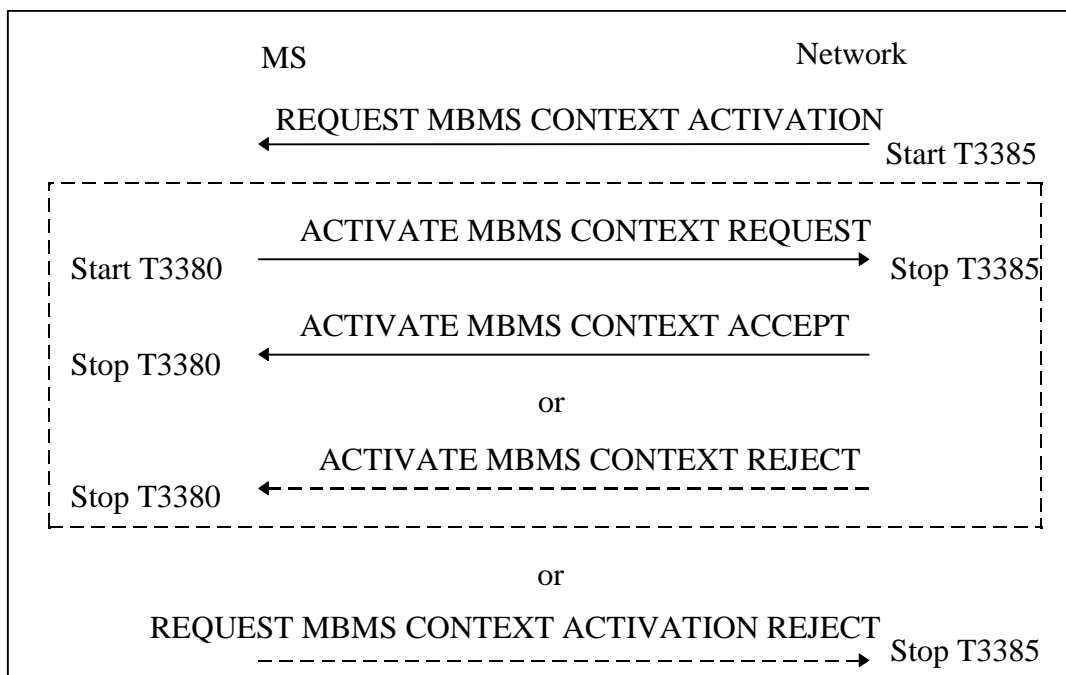 MS Network
REQUEST MBMS CONTEXT ACTIVATION
Start T3385
ACTIVATE MBMS CONTEXT REQUEST
Start T3380 Stop T3385
ACTIVATE MBMS CONTEXT ACCEPT
Stop T3380
or
ACTIVATE MBMS CONTEXT REJECT
Stop T3380
or
REQUEST MBMS CONTEXT ACTIVATION REJECT
Stop T3385